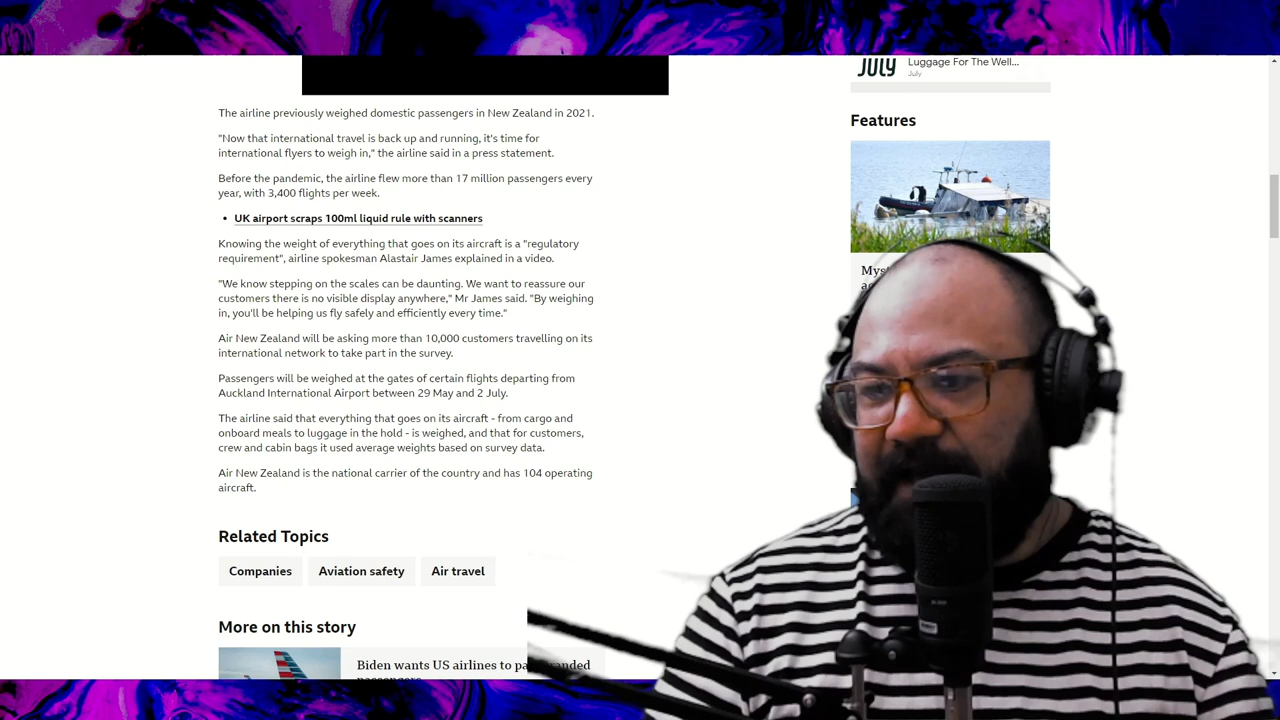 The airline previously weighed domestic passengers in New Zealand in 2021.
"Now that international travel is back up and running, it's time for
international flyers to weigh in," the airline said in a press statement.
Before the pandemic, the airline flew more than 17 million passengers every
year, with 3,400 flights per week.
• UK airport scraps 100ml liquid rule with scanners
Knowing the weight of everything that goes on its aircraft is a "regulatory
requirement", airline spokesman Alastair James explained in a video.
"We know stepping on the scales can be daunting. We want to reassure our
customers there is no visible display anywhere," Mr James said. "By weighing
in, you'll be helping us fly safely and efficiently every time."
Air New Zealand will be asking more than 10,000 customers travelling on its
international network to take part in the survey.
Passengers will be weighed at the gates of certain flights departing from
Auckland International Airport between 29 May and 2 July.
The airline said that everything that goes on its aircraft - from cargo and
onboard meals to luggage in the hold - is weighed, and that for customers,
crew and cabin bags it used average weights based on survey data.
Air New Zealand is the national carrier of the country and has 104 operating
aircraft.
Related Topics
Companies
Aviation safety
Air travel
More on this story
Biden wants US airlines to pa
JULY
Luggage For The Well...
July
Features